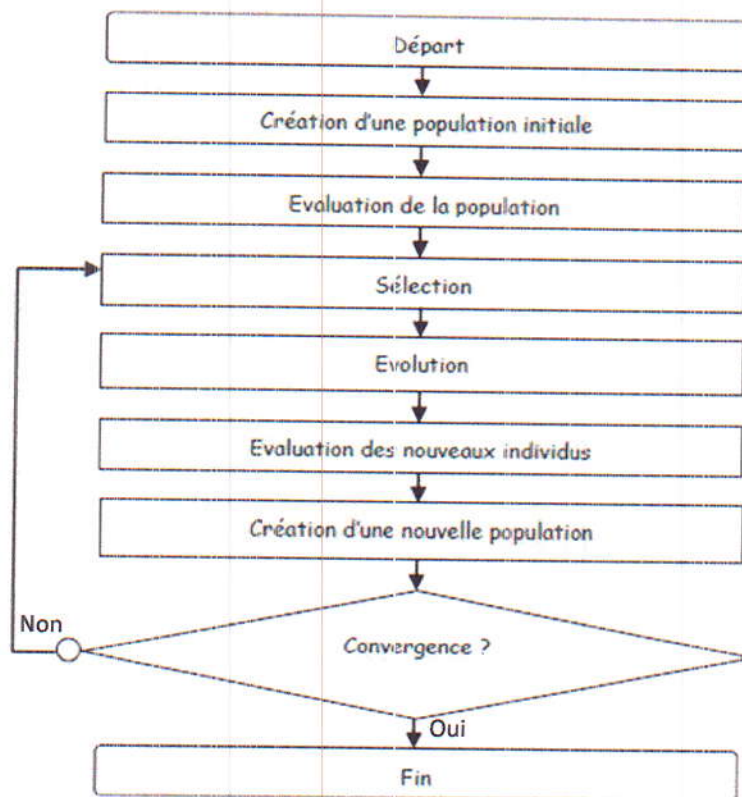 Départ
Création d'une population initiale
Evaluation de la population
Sélection
Evolution
Evaluation des nouveaux individus
Création d'une nouvelle population
Non
Convergence ?
Oui
Fin